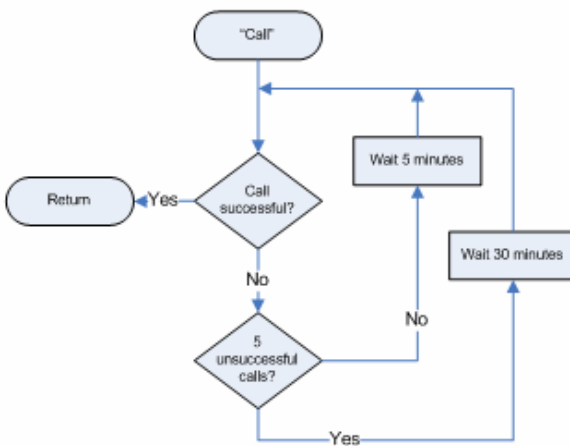 “Call”
Wait 5 minutes
Call
successful?
Yes
Return
Wait 30 minutes
No
No
5
unsuccessful
calls?
Yes